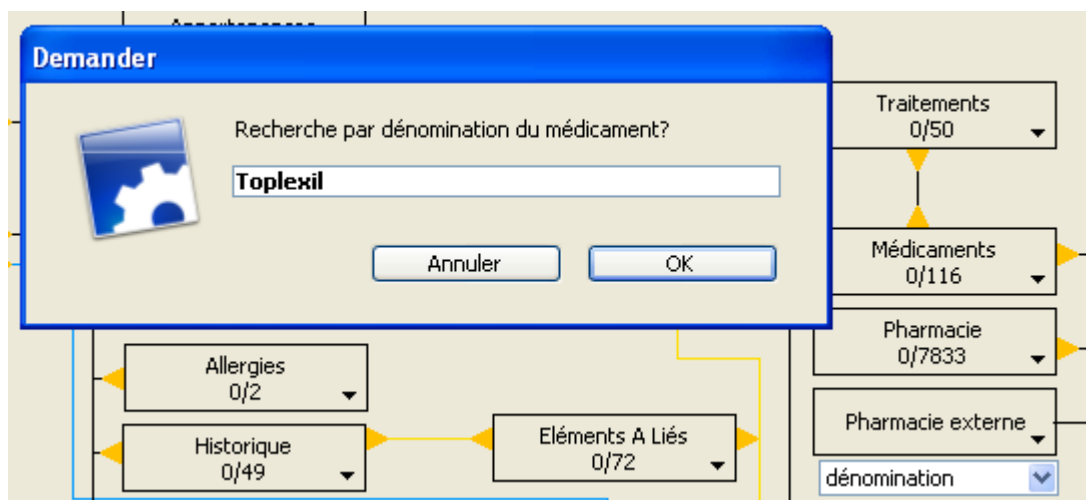 Demander
Recherche par dénomination du médicament?
Toplexil
Annuler
OK
Traitements
0/50
Médicaments
0/116
Pharmacie
0/7833
Pharmacie externe
dénomination
Allergies
0/2
Historique
0/49
Eléments A Liés
0/72